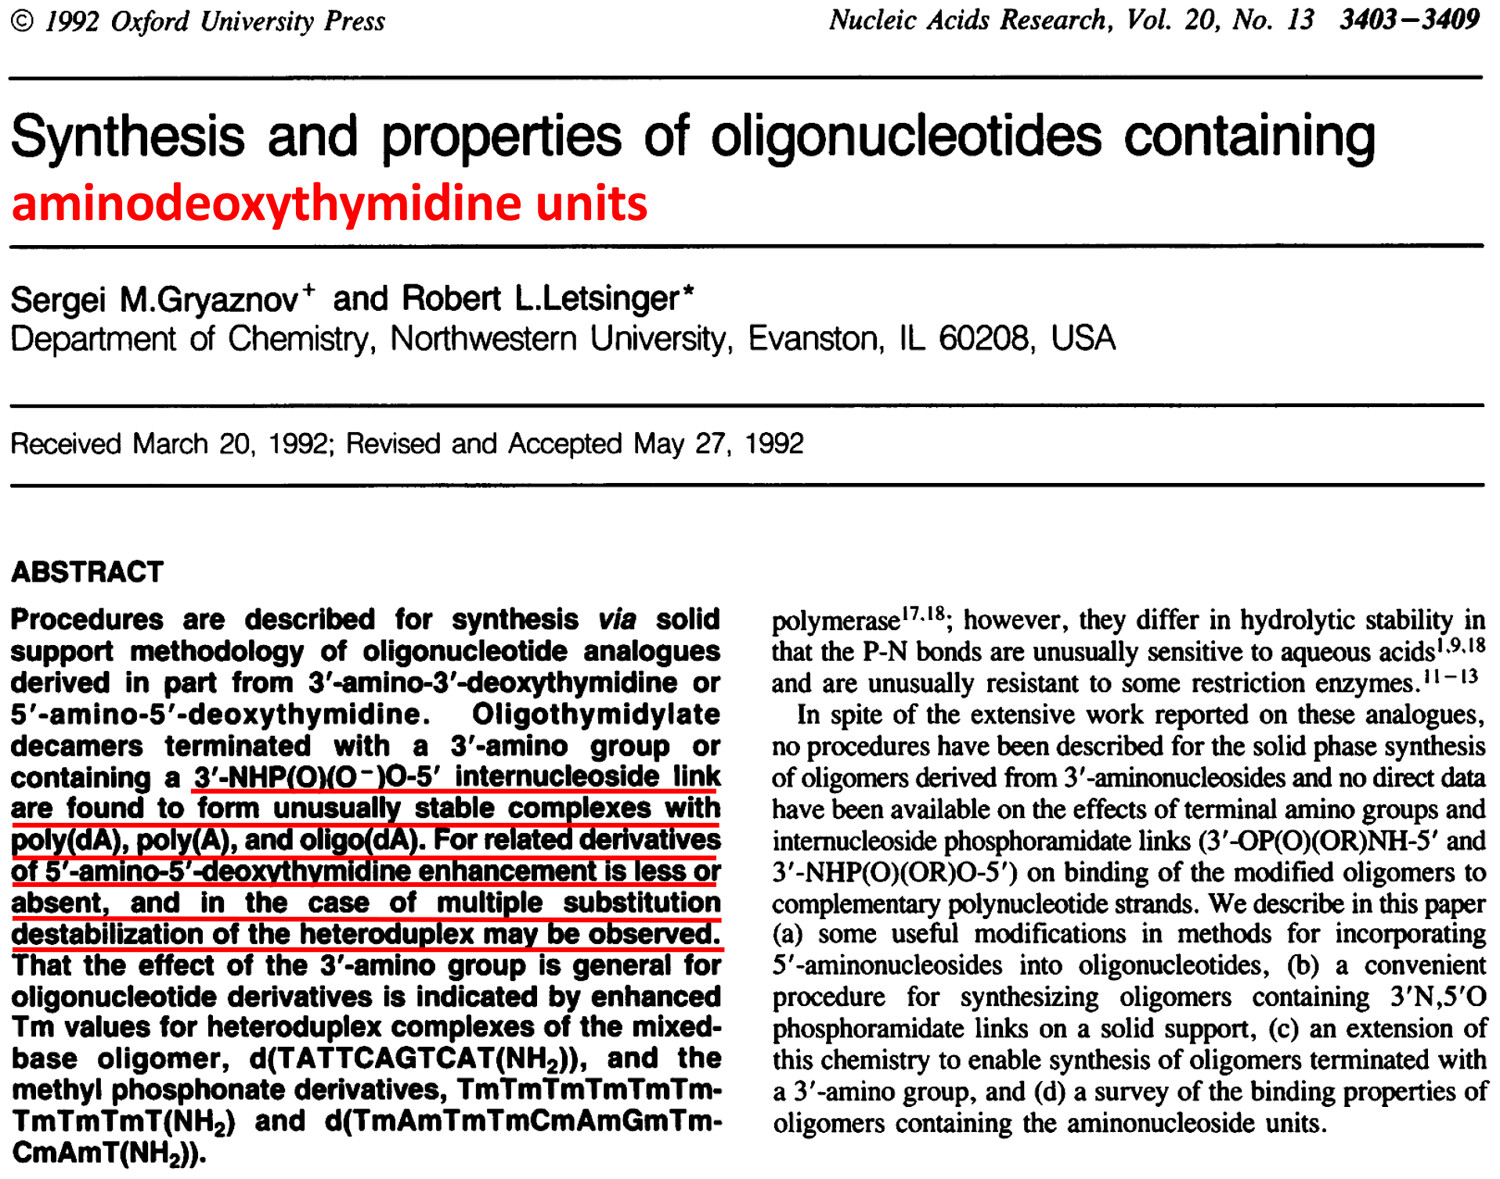 © 1992 Oxford University Press
Nucleic Acids Research, Vol. 20, No. 13 3403–3409
Synthesis and properties of oligonucleotides containing
aminodeoxythymidine units
Sergei M.Gryaznov+ and Robert L.Letsinger*
Department of Chemistry, Northwestern University, Evanston, IL 60208, USA
Received March 20, 1992; Revised and Accepted May 27, 1992
ABSTRACT
Procedures are described for synthesis via solid
support methodology of oligonucleotide analogues
derived in part from 3′-amino-3′-deoxythymidine or
5′-amino-5′-deoxythymidine. Oligothymidylate
decamers terminated with a 3′-amino group or
containing a 3′-NHP(O)(O⁻)O-5′ internucleoside link
are found to form unusually stable complexes with
poly(dA), poly(A), and oligo(dA). For related derivatives
of 5′-amino-5′-deoxythymidine enhancement is less or
absent, and in the case of multiple substitution
destabilization of the heteroduplex may be observed.
That the effect of the 3′-amino group is general for
oligonucleotide derivatives is indicated by enhanced
Tm values for heteroduplex complexes of the mixed-
base oligomer, d(TATTCAGTCAT(NH₂)), and the
methyl phosphonate derivatives, TmTmTmTmTmTm-
TmTmTmT(NH₂) and d(TmAmTmTmCmAmGmTm-
CmAmT(NH₂)).
polymerase¹⁷,¹⁸; however, they differ in hydrolytic stability in
that the P-N bonds are unusually sensitive to aqueous acids¹,⁹,¹⁸
and are unusually resistant to some restriction enzymes.¹¹⁻¹³
In spite of the extensive work reported on these analogues,
no procedures have been described for the solid phase synthesis
of oligomers derived from 3′-aminonucleosides and no direct data
have been available on the effects of terminal amino groups and
internucleoside phosphoramidate links (3′-OP(O)(OR)NH-5′ and
3′-NHP(O)(OR)O-5′) on binding of the modified oligomers to
complementary polynucleotide strands. We describe in this paper
(a) some useful modifications in methods for incorporating
5′-aminonucleosides into oligonucleotides, (b) a convenient
procedure for synthesizing oligomers containing 3′N,5′O
phosphoramidate links on a solid support, (c) an extension of
this chemistry to enable synthesis of oligomers terminated with
a 3′-amino group, and (d) a survey of the binding properties of
oligomers containing the aminonucleoside units.